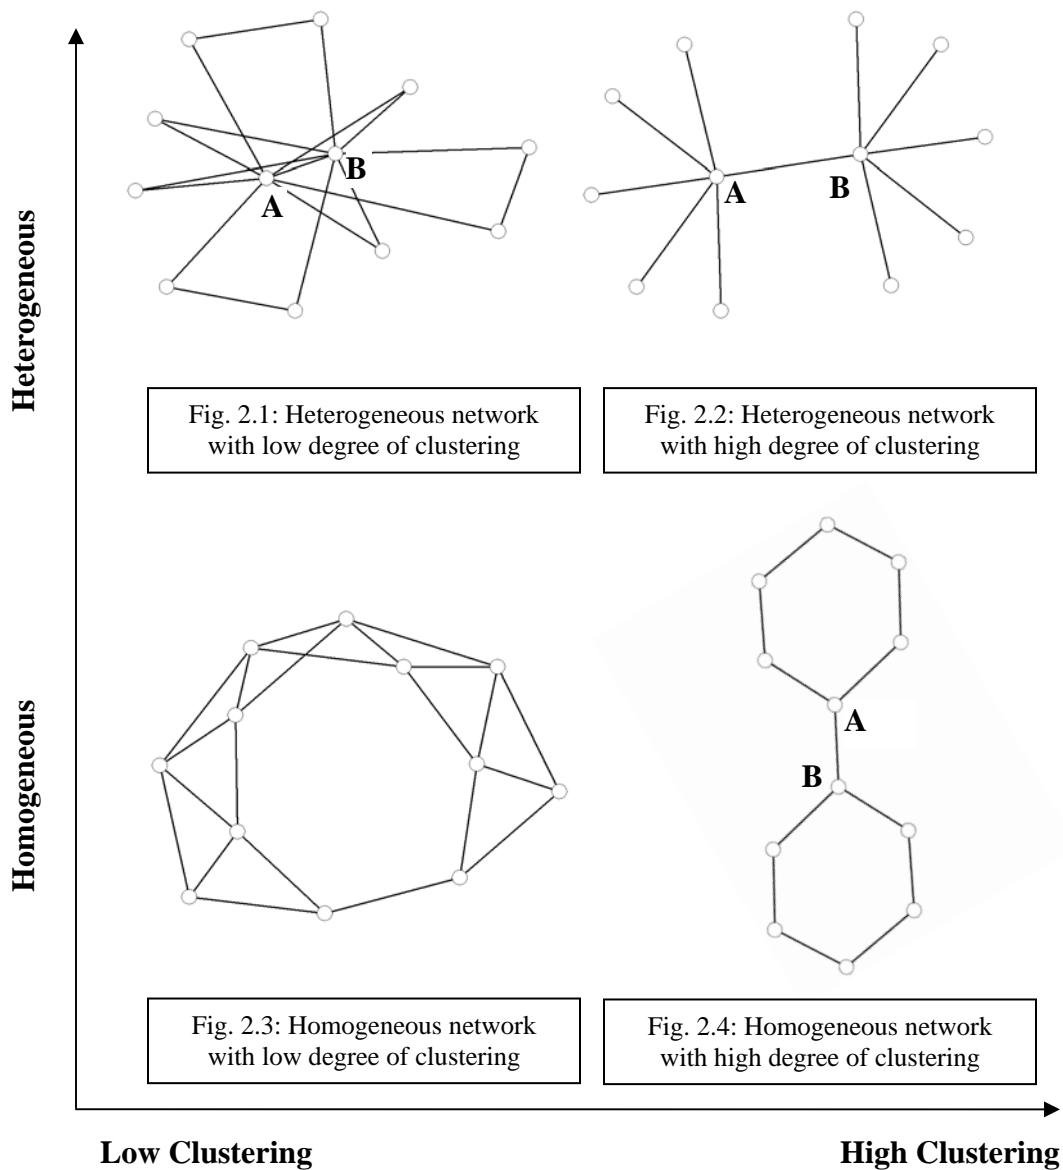 Heterogeneous
B
A
A
B
Fig. 2.1: Heterogeneous network
with low degree of clustering
Fig. 2.2: Heterogeneous network
with high degree of clustering
Homogeneous
A
B
Fig. 2.3: Homogeneous network
with low degree of clustering
Fig. 2.4: Homogeneous network
with high degree of clustering
Low Clustering
High Clustering